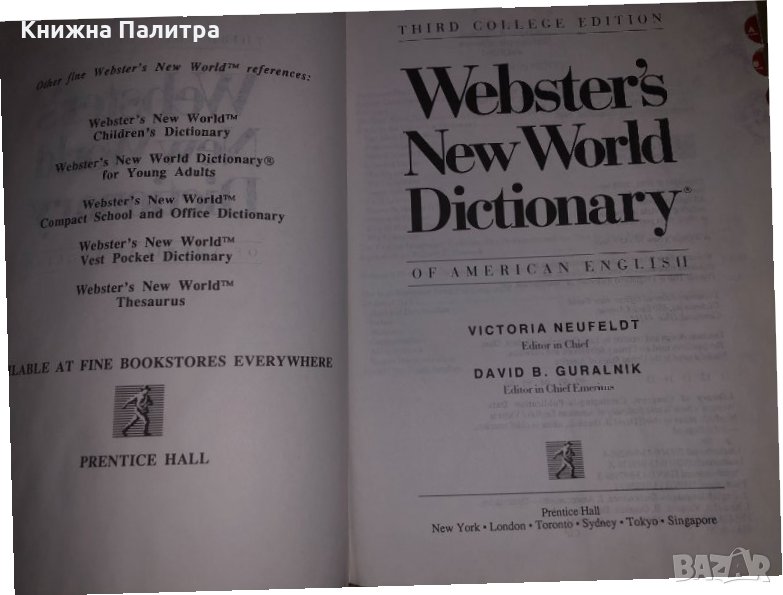 Книжна Палитра
Other fine Webster's New World™ references:
Webster's New World™
Children's Dictionary
Webster's New World Dictionary®
for Young Adults
Webster's New World™
Compact School and Office Dictionary
Webster's New World™
Vest Pocket Dictionary
Webster's New World™
Thesaurus
AILABLE AT FINE BOOKSTORES EVERYWHERE
PRENTICE HALL
THIRD COLLEGE EDITION
Webster's
New World
Dictionary®
OF AMERICAN ENGLISH
VICTORIA NEUFELDT
Editor in Chief
DAVID B. GURALNIK
Editor in Chief Emeritus
Prentice Hall
New York • London • Toronto • Sydney • Tokyo • Singapore
BAZAR